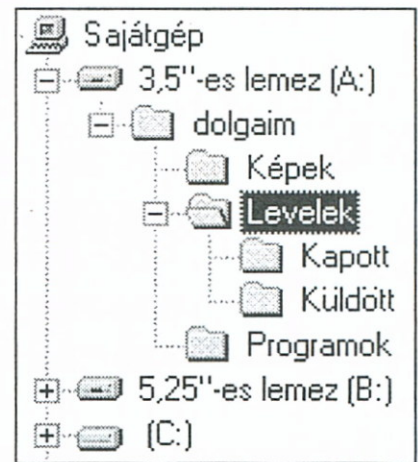 Sajátgép
3,5''-es lemez (A:)
dolgaim
Képek
Levelek
Kapott
Küldött
Programok
5,25''-es lemez (B:)
(C:)